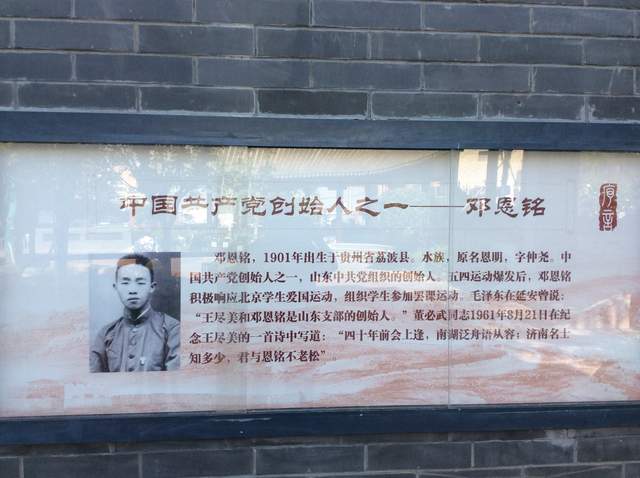 中国共产党创始人之一——邓恩铭
邓恩铭，1901年出生于贵州省荔波县。水族，原名恩明，字仲尧。中
国共产党创始人之一，山东中共党组织的创始人。五四运动爆发后，邓恩铭
积极响应北京学生爱国运动，组织学生参加罢课运动。毛泽东在延安曾说：
“王尽美和邓恩铭是山东支部的创始人。”董必武同志1961年8月21日在纪
念王尽美的一首诗中写道：“四十年前会上逢，南湖泛舟语从容；济南名士
知多少，君与恩铭不老松”。